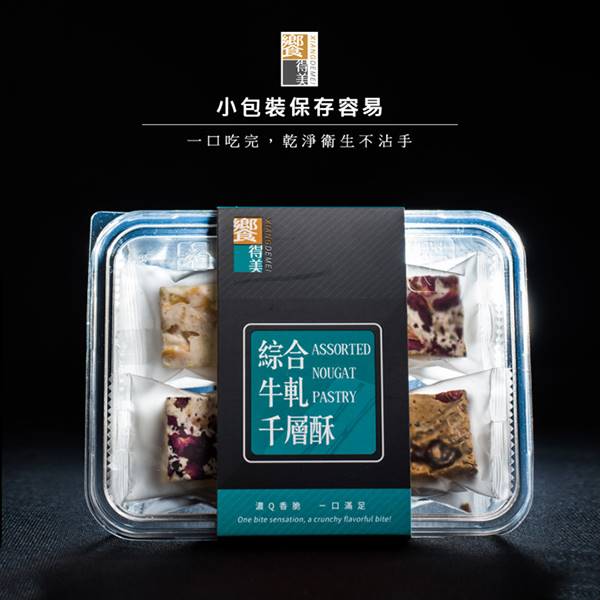 饗
得美
XIANGDEMEI
小包裝保存容易
一口吃完，乾淨衛生不沾手
饗
得美
XIANGDEMEI
綜合 ASSORTED
牛軋 NOUGAT
千層酥 PASTRY
濃Q香脆 一口滿足
One bite sensation, a crunchy flavorful bite!